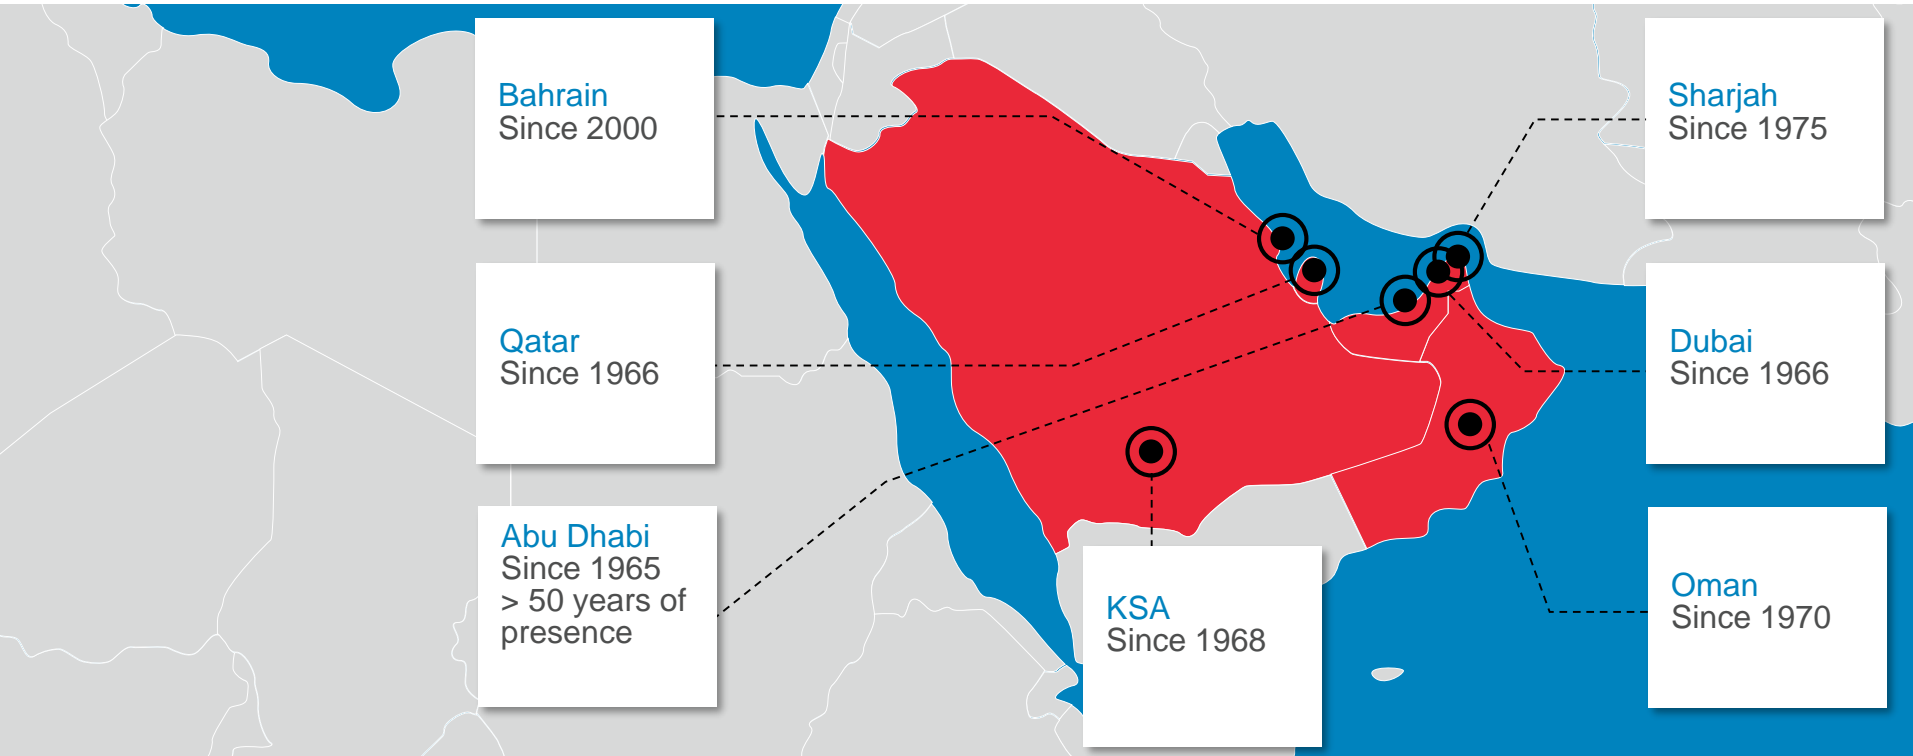 Bahrain
Since 2000
Qatar
Since 1966
Abu Dhabi
Since 1965
> 50 years of
presence
KSA
Since 1968
Sharjah
Since 1975
Dubai
Since 1966
Oman
Since 1970